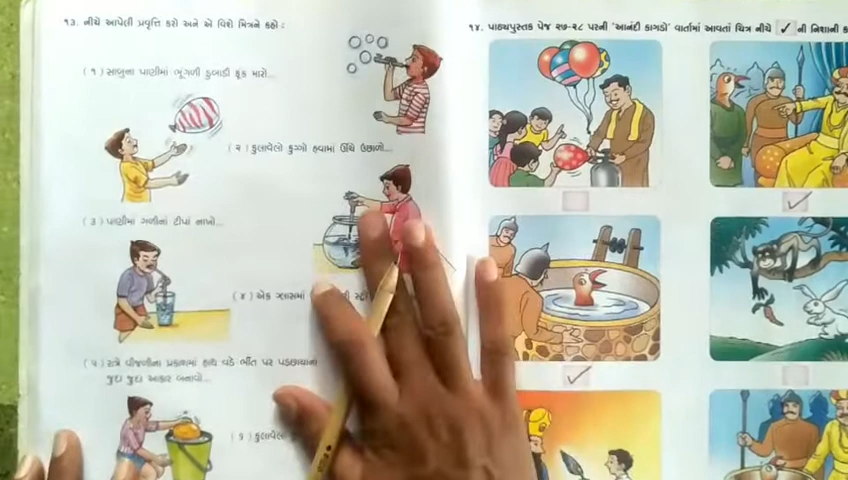 ૧૩. નીચે આપેલી પ્રવૃત્તિ કરો અને એ વિશે મિત્રને કહો :
( ૧ ) સાબુના પાણીમાં ભૂંગળી ડુબાડી ફૂંક મારો...
( ૨ ) ફુલાવેલો ફુગ્ગો હવામાં ઊંચે ઉછાળો...
( ૩ ) પાણીમાં ગળીનાં ટીપાં નાખો...
( ૪ ) એક ગ્લાસમાં
( ૫ ) રાત્રે વીજળીના પ્રકાશમાં હાથ વડે ભીંત પર પડછાયાના
જુદા જુદા આકાર બનાવો...
( ૬ ) ફુલાવેલા
૧૪. પાઠ્યપુસ્તક પેજ ૨૭-૨૮ પરની 'આનંદી કાગડો' વાર્તામાં આવતાં ચિત્ર નીચે ✓ ની નિશાની ક